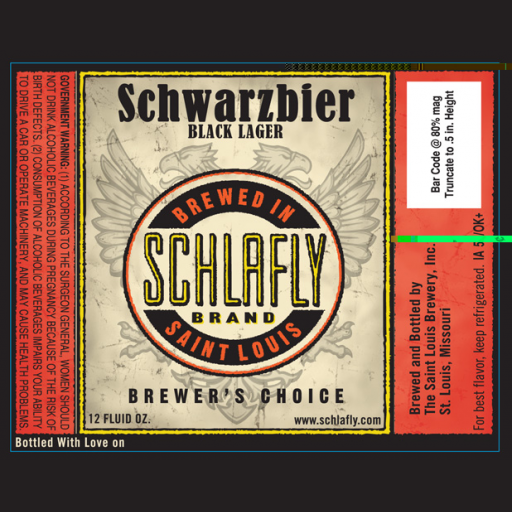 GOVERNMENT WARNING: (1) ACCORDING TO THE SURGEON GENERAL, WOMEN SHOULD
NOT DRINK ALCOHOLIC BEVERAGES DURING PREGNANCY BECAUSE OF THE RISK OF
BIRTH DEFECTS. (2) CONSUMPTION OF ALCOHOLIC BEVERAGES IMPAIRS YOUR ABILITY
TO DRIVE A CAR OR OPERATE MACHINERY, AND MAY CAUSE HEALTH PROBLEMS.
Schwarzbier
BLACK LAGER
BREWED IN
SCHLAFLY
BRAND
SAINT LOUIS
BREWER'S CHOICE
12 FLUID OZ.
www.schlafly.com
Bottled With Love on
Bar Code @ 80% mag
Truncate to .5 in. Height
Brewed and Bottled by
The Saint Louis Brewery, Inc.
St. Louis, Missouri
For best flavor, keep refrigerated. IA